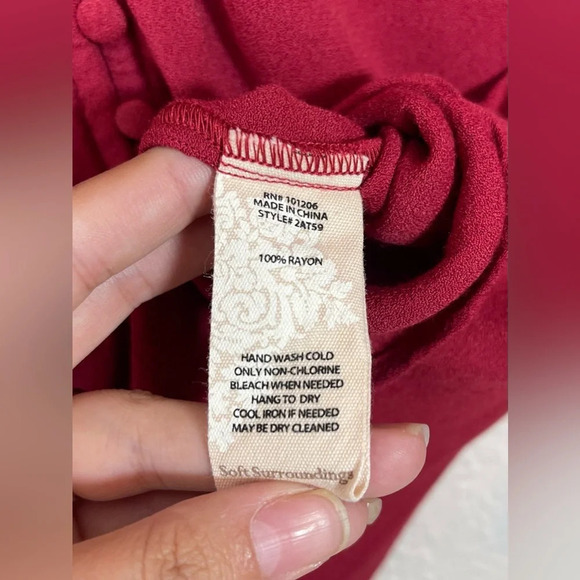 RN# 101206
MADE IN CHINA
STYLE# 2AT59
100% RAYON
HAND WASH COLD
ONLY NON-CHLORINE
BLEACH WHEN NEEDED
HANG TO DRY
COOL IRON IF NEEDED
MAY BE DRY CLEANED
Soft Surroundings